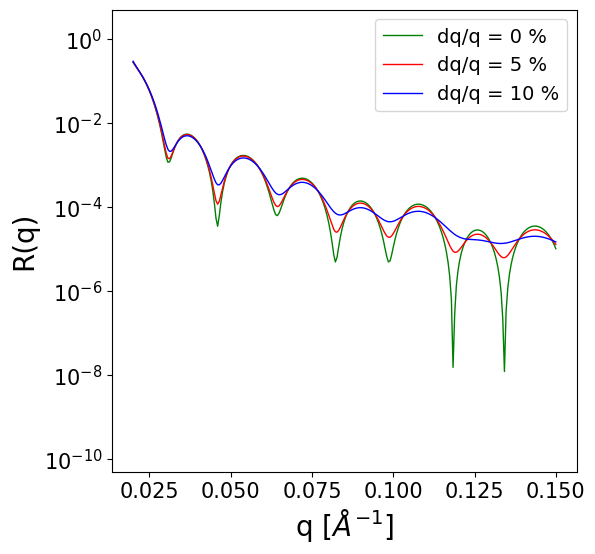 dq/q = 0 %
dq/q = 5 %
dq/q = 10 %
R(q)
10⁰
10⁻²
10⁻⁴
10⁻⁶
10⁻⁸
10⁻¹⁰
0.025 0.050 0.075 0.100 0.125 0.150
q [Å⁻¹]